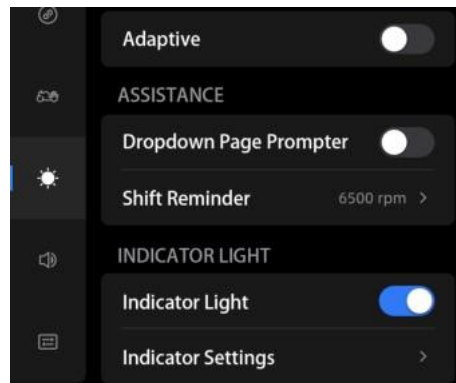 Adaptive
ASSISTANCE
Dropdown Page Prompter
Shift Reminder 6500 rpm >
INDICATOR LIGHT
Indicator Light
Indicator Settings >